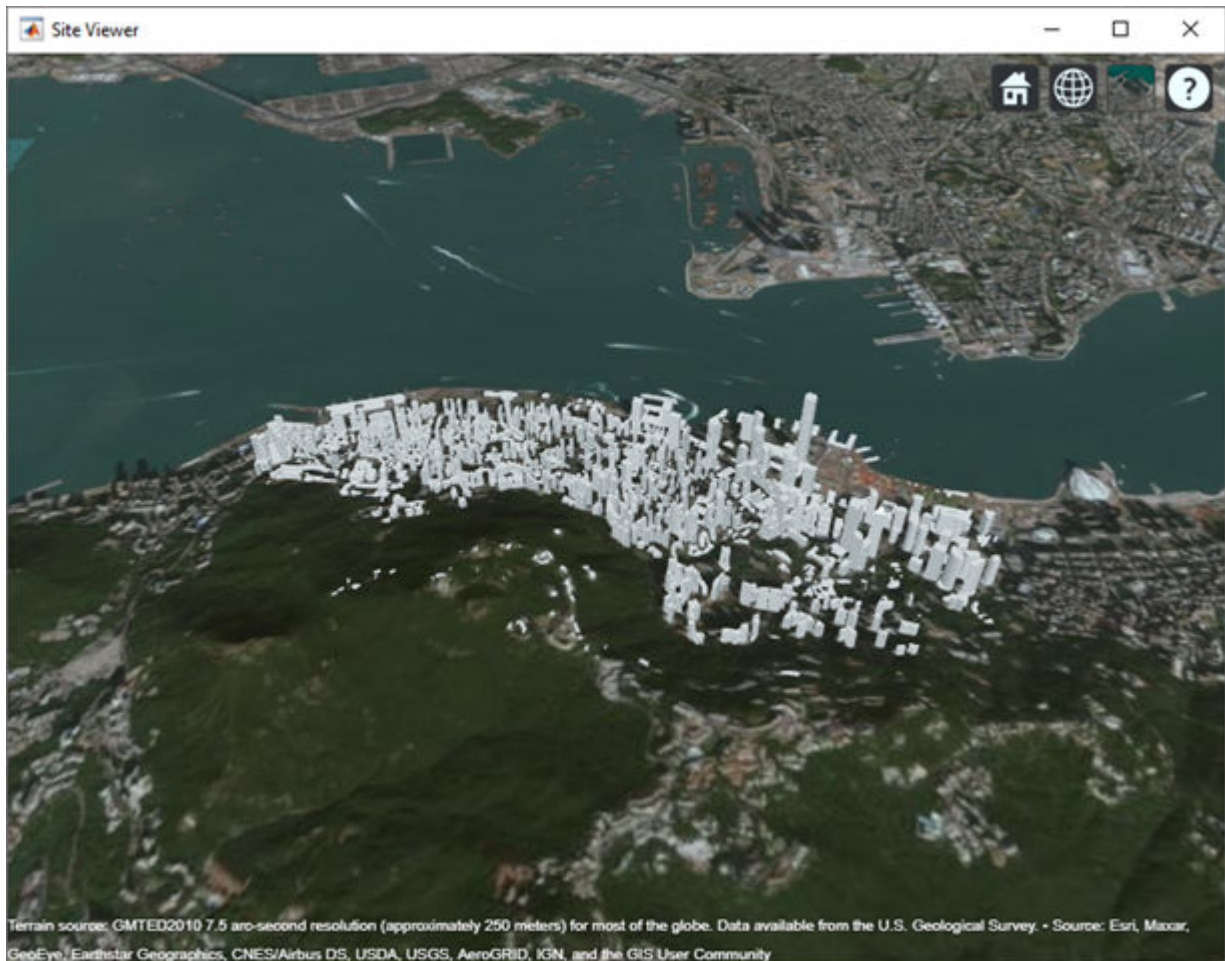 Site Viewer
?
Terrain source: GMTED2010 7.5 arc-second resolution (approximately 250 meters) for most of the globe. Data available from the U.S. Geological Survey. • Source: Esri, Maxar,
GeoEye, Earthstar Geographics, CNES/Airbus DS, USDA, USGS, AeroGRID, IGN, and the GIS User Community